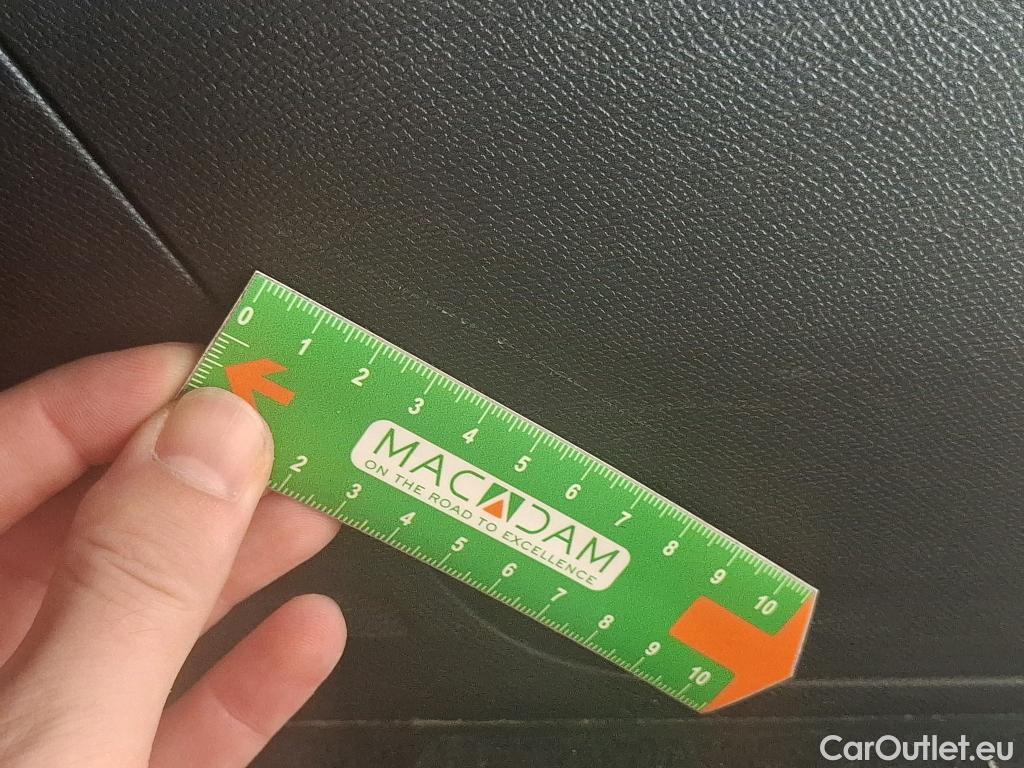 0 1 2 3 4 5 6 7 8 9 10
MACADAM
ON THE ROAD TO EXCELLENCE
2 3 4 5 6 7 8 9 10
CarOutlet.eu